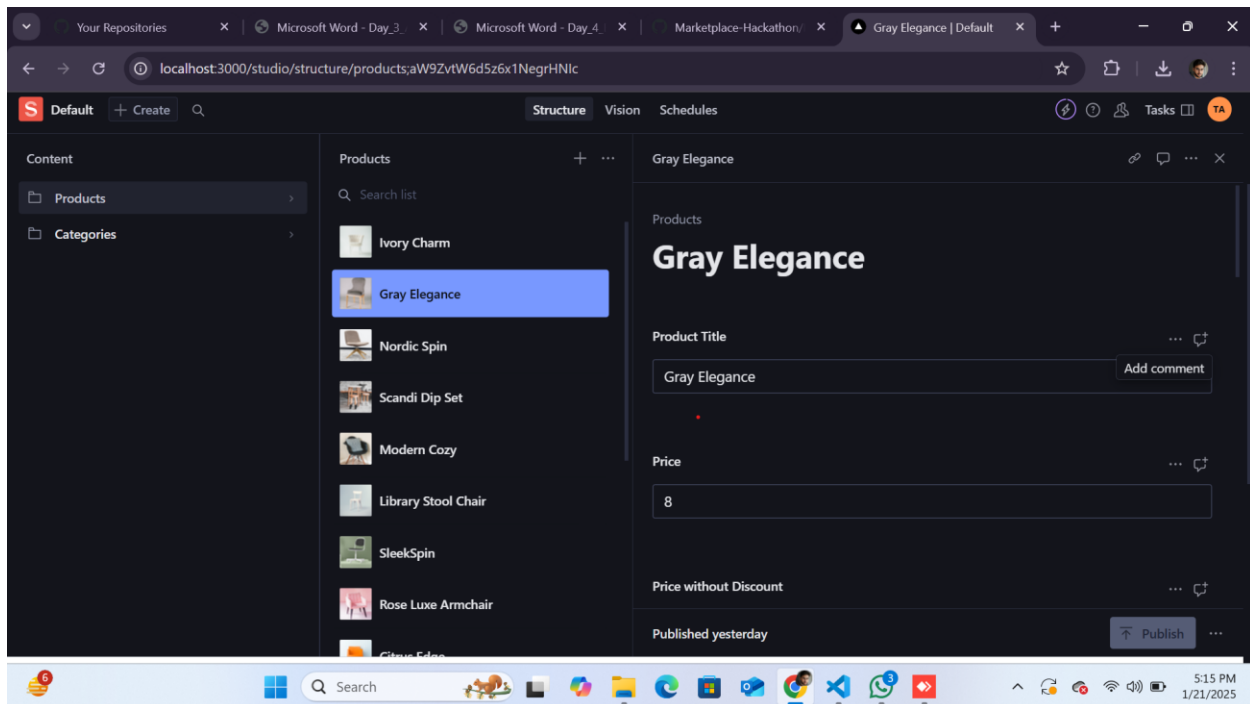 Your Repositories
Microsoft Word - Day_3_
Microsoft Word - Day_4_
Marketplace-Hackathon/
Gray Elegance | Default
localhost:3000/studio/structure/products;aW9ZvtW6d5z6x1NegrHNIc
S Default + Create
Structure Vision Schedules
Tasks TA
Content
Products
Categories
Products
Search list
Ivory Charm
Gray Elegance
Nordic Spin
Scandi Dip Set
Modern Cozy
Library Stool Chair
SleekSpin
Rose Luxe Armchair
Citrus Edge
Gray Elegance
Products
Gray Elegance
Product Title
Add comment
Gray Elegance
Price
8
Price without Discount
Published yesterday
Publish
6
Search
3
5:15 PM
1/21/2025